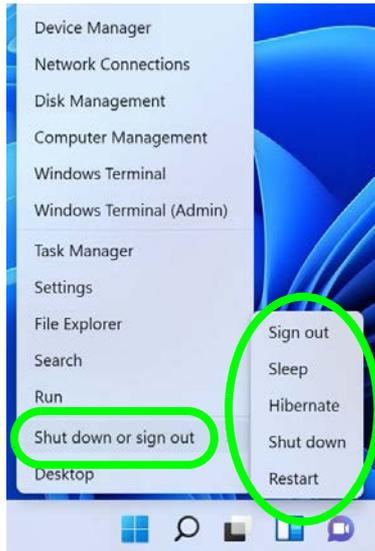 Device Manager
Network Connections
Disk Management
Computer Management
Windows Terminal
Windows Terminal (Admin)
Task Manager
Settings
File Explorer
Search
Run
Shut down or sign out
Desktop
Sign out
Sleep
Hibernate
Shut down
Restart